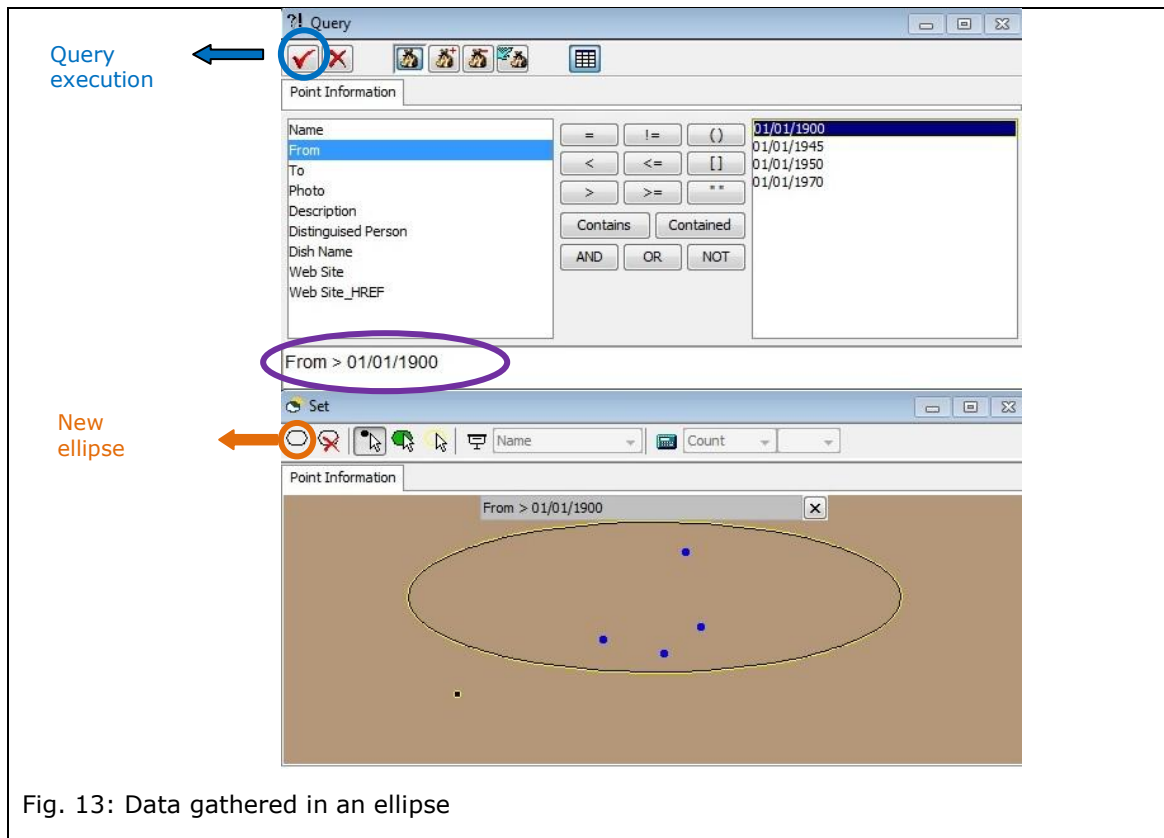 ?! Query
Query
execution
Point Information
Name
From
To
Photo
Description
Distinguised Person
Dish Name
Web Site
Web Site_HREF
= != ()
< <= []
> >= " "
Contains Contained
AND OR NOT
01/01/1900
01/01/1945
01/01/1950
01/01/1970
From > 01/01/1900
Set
New
ellipse
Name Count
Point Information
From > 01/01/1900
Fig. 13: Data gathered in an ellipse